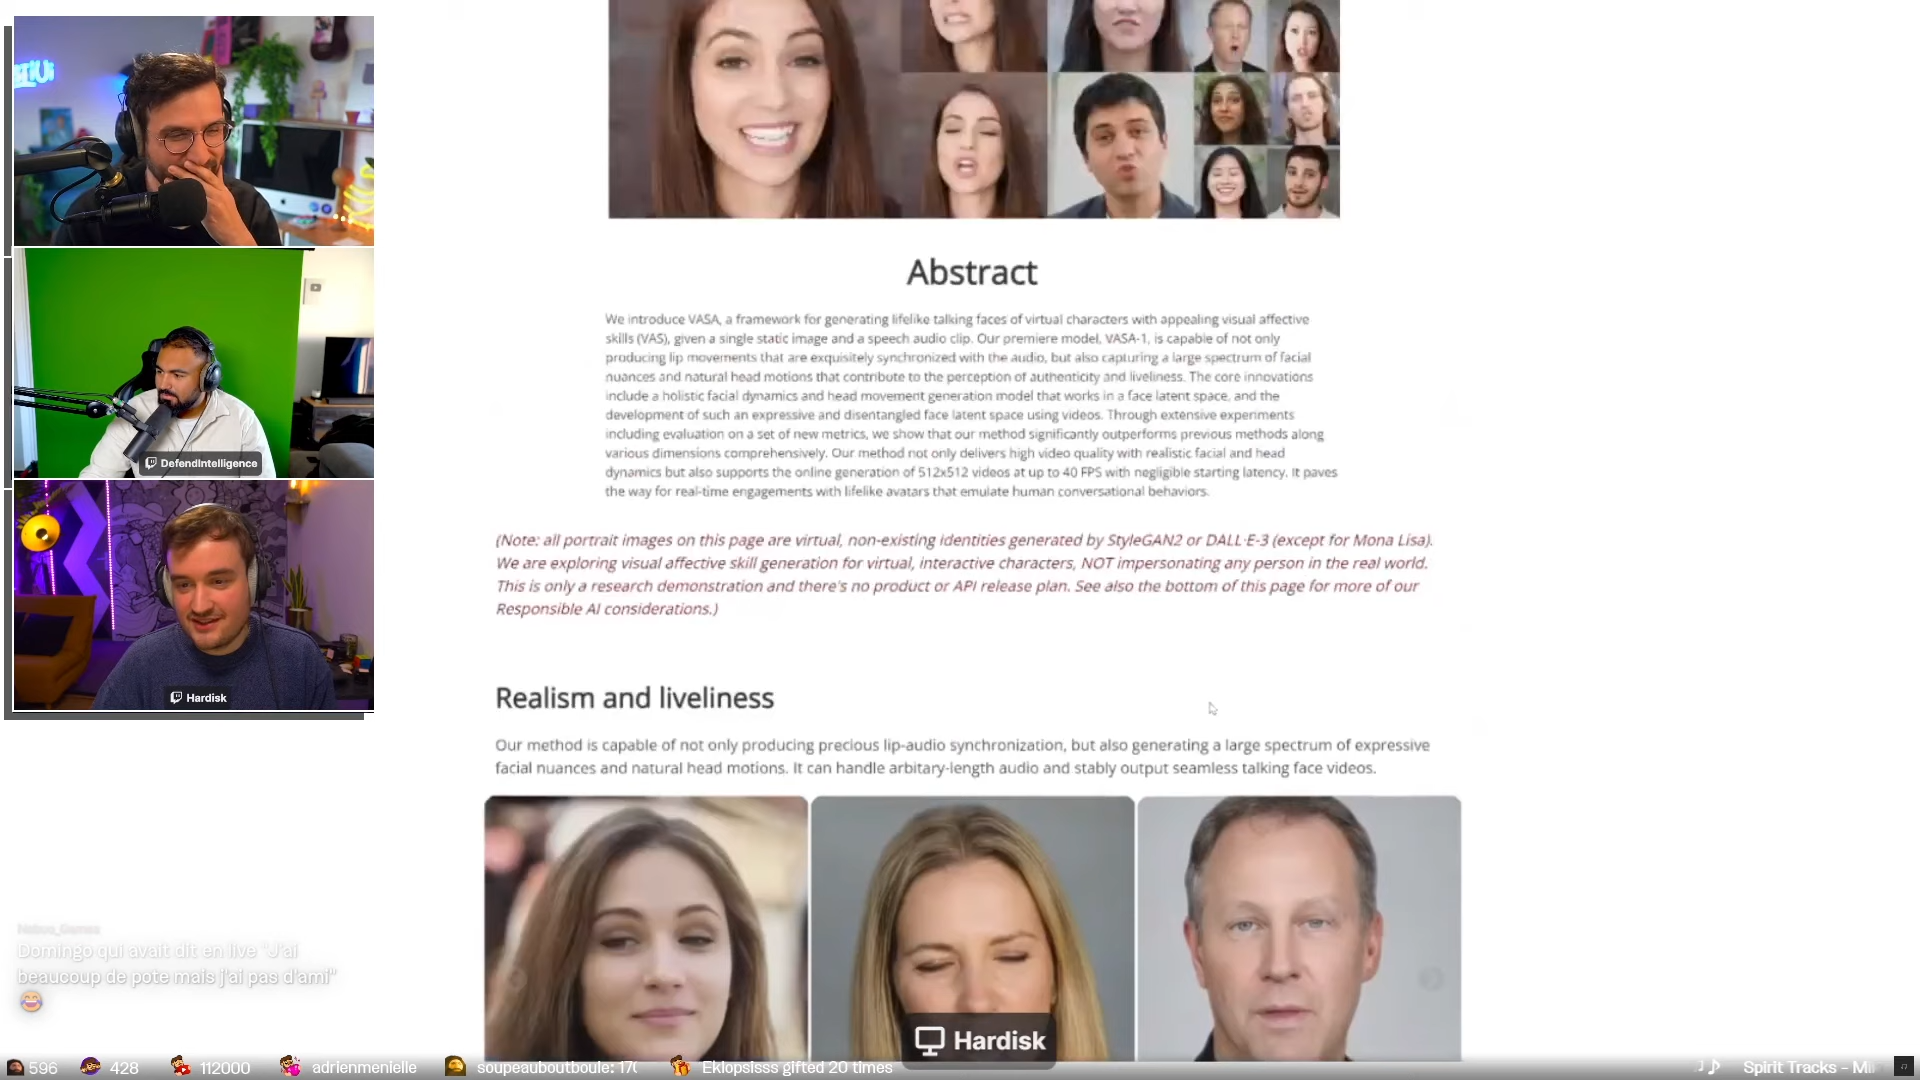 DefendIntelligence
Hardisk
Abstract
We introduce VASA, a framework for generating lifelike talking faces of virtual characters with appealing visual affective
skills (VAS), given a single static image and a speech audio clip. Our premiere model, VASA-1, is capable of not only
producing lip movements that are exquisitely synchronized with the audio, but also capturing a large spectrum of facial
nuances and natural head motions that contribute to the perception of authenticity and liveliness. The core innovations
include a holistic facial dynamics and head movement generation model that works in a face latent space, and the
development of such an expressive and disentangled face latent space using videos. Through extensive experiments
including evaluation on a set of new metrics, we show that our method significantly outperforms previous methods along
various dimensions comprehensively. Our method not only delivers high video quality with realistic facial and head
dynamics but also supports the online generation of 512x512 videos at up to 40 FPS with negligible starting latency. It paves
the way for real-time engagements with lifelike avatars that emulate human conversational behaviors.
(Note: all portrait images on this page are virtual, non-existing identities generated by StyleGAN2 or DALL·E-3 (except for Mona Lisa).
We are exploring visual affective skill generation for virtual, interactive characters, NOT impersonating any person in the real world.
This is only a research demonstration and there's no product or API release plan. See also the bottom of this page for more of our
Responsible AI considerations.)
Realism and liveliness
Our method is capable of not only producing precious lip-audio synchronization, but also generating a large spectrum of expressive
facial nuances and natural head motions. It can handle arbitary-length audio and stably output seamless talking face videos.
Domingo qui avait dit en live "J'ai
beaucoup de pote mais j'ai pas d'ami"
Hardisk
596 428 112000 adrienmenielle soupeauboutboule: Eklopsisss gifted 20 times Spirit Tracks -